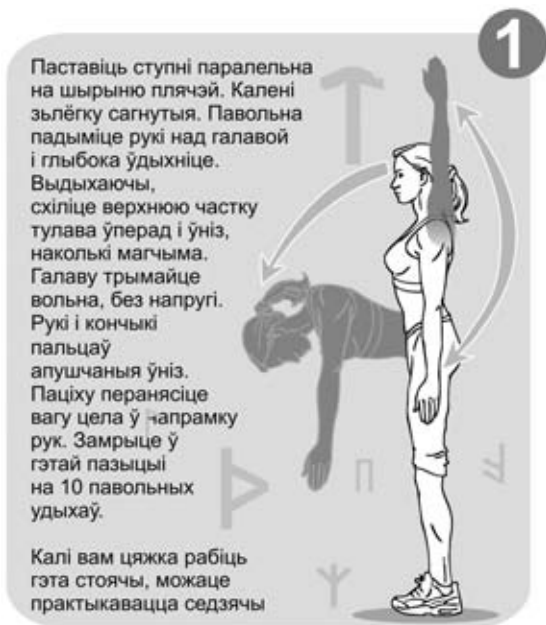 1
Паставіць ступні паралельна
на шырыню плячэй. Калені
зьлёгку сагнутыя. Павольна
падыміце рукі над галавой
і глыбока ўдыхніце.
Выдыхаючы,
схіліце верхнюю частку
тулава ўперад і ўніз,
наколькі магчыма.
Галаву трымайце
вольна, без напругі.
Рукі і кончыкі
пальцаў
апушчаныя ўніз.
Паціху перанясіце
вагу цела ў напрамку
рук. Замрыце ў
гэтай пазыцыі
на 10 павольных
удыхаў.
Калі вам цяжка рабіць
гэта стоячы, можаце
практыкавацца седзячы